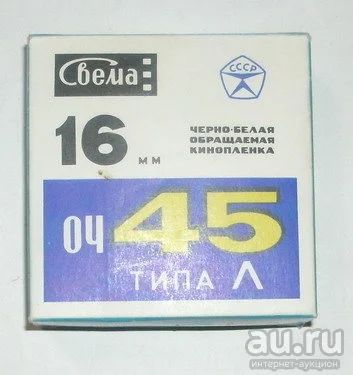 Свема
СССР
16 мм
ЧЕРНО-БЕЛАЯ
ОБРАЩАЕМАЯ
КИНОПЛЕНКА
ОЧ 45
ТИПА Л
au.ru
интернет-аукцион